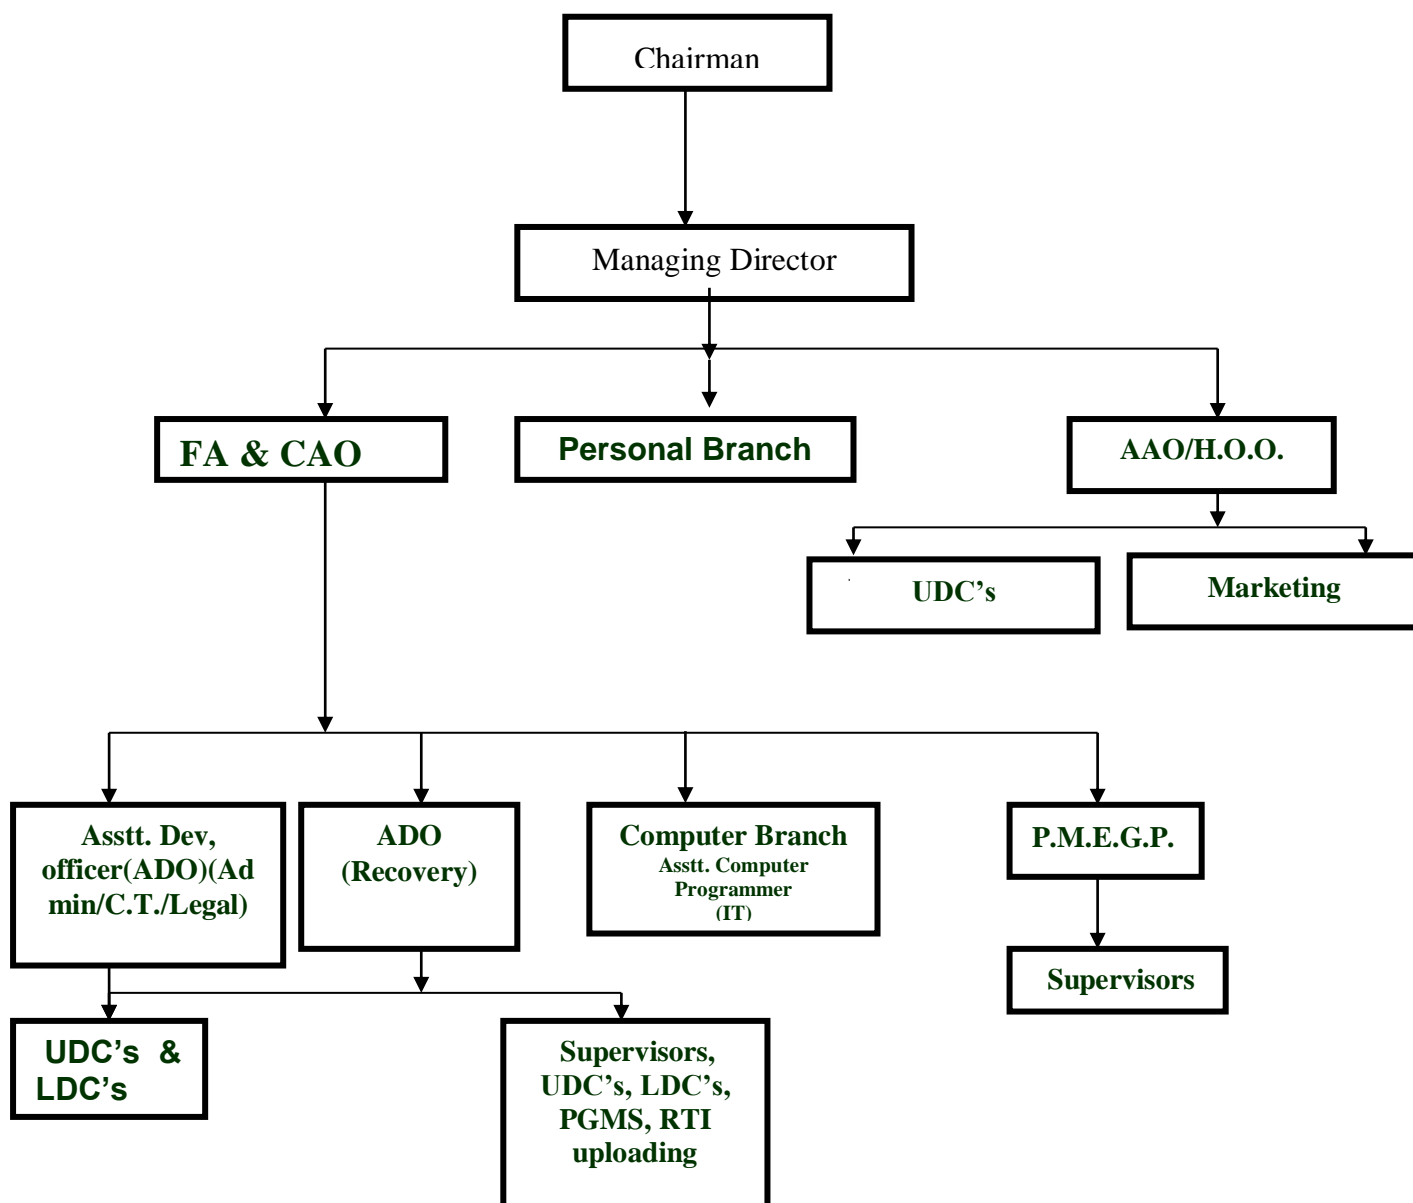 Chairman
Managing Director
FA & CAO
Personal Branch
AAO/H.O.O.
UDC’s
Marketing
Asstt. Dev,
officer(ADO)(Ad
min/C.T./Legal)
ADO
(Recovery)
Computer Branch
Asstt. Computer
Programmer
(IT)
P.M.E.G.P.
Supervisors
UDC’s &
LDC’s
Supervisors,
UDC’s, LDC’s,
PGMS, RTI
uploading